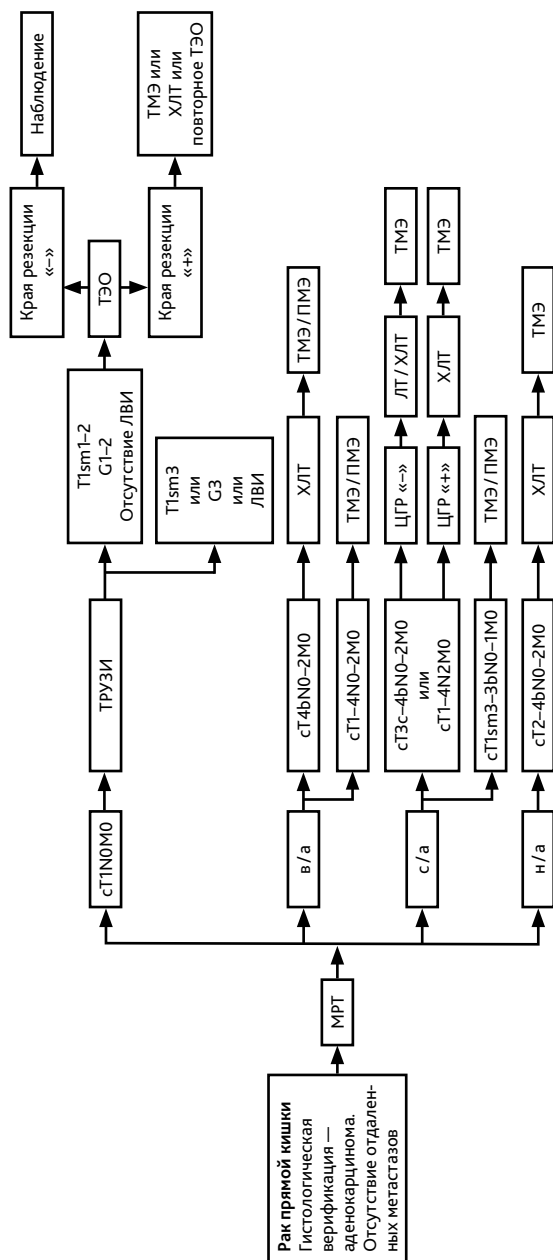 Рак прямой кишки
Гистологическая
верификация —
аденокарцинома.
Отсутствие отдален-
ных метастазов
МРТ
cT1N0M0
ТРУЗИ
T1sm1–2
G1–2
Отсутствие ЛВИ
ТЭО
Края резекции
«–»
Наблюдение
Края резекции
«+»
ТМЭ или
ХЛТ или
повторное ТЭО
T1sm3
или
G3
или
ЛВИ
в / а
cT4bN0–2M0
ХЛТ
ТМЭ / ПМЭ
cT1–4N0–2M0
ТМЭ / ПМЭ
с / а
cT3c–4bN0–2M0
или
cT1–4N2M0
ЦГР «–»
ЛТ / ХЛТ
ТМЭ
ЦГР «+»
ХЛТ
ТМЭ
cT1sm3–3bN0–1M0
ТМЭ / ПМЭ
н / а
cT2–4bN0–2M0
ХЛТ
ТМЭ